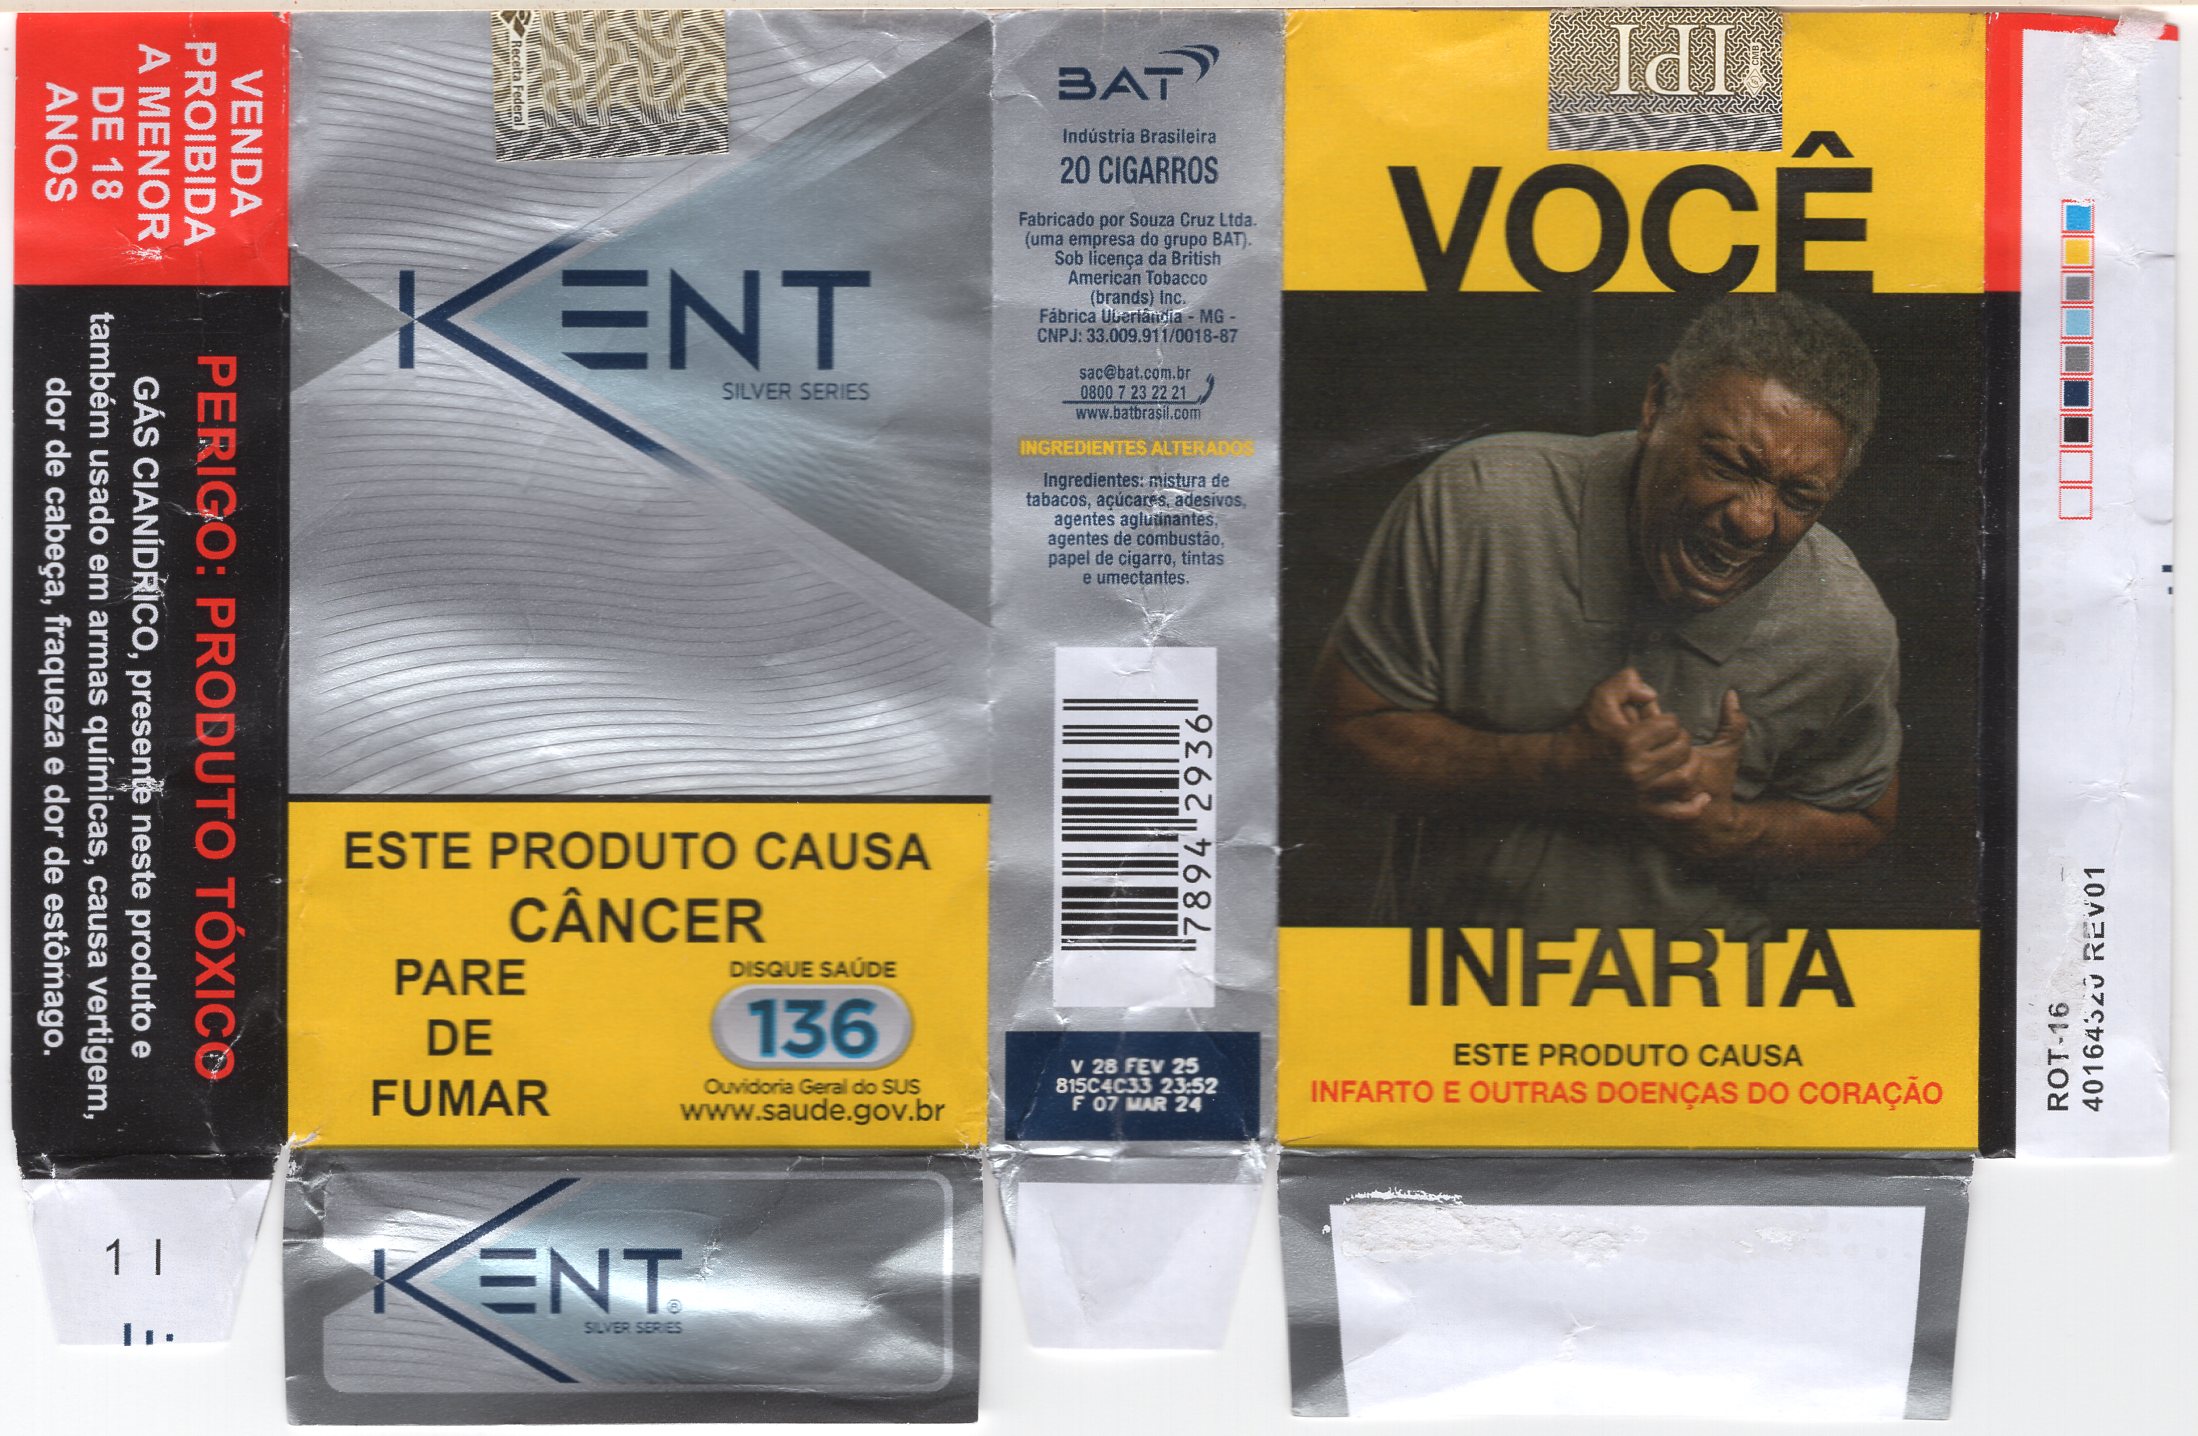 VENDA
PROIBIDA
A MENOR
DE 18
ANOS
PERIGO: PRODUTO TÓXICO
GÁS CIANÍDRICO, presente neste produto e
também usado em armas químicas, causa vertigem,
dor de cabeça, fraqueza e dor de estômago.
1 I
Receita Federal
KENT
SILVER SERIES
ESTE PRODUTO CAUSA
CÂNCER
PARE
DE
FUMAR
DISQUE SAÚDE
136
Ouvidoria Geral do SUS
www.saude.gov.br
KENT®
SILVER SERIES
BAT
Indústria Brasileira
20 CIGARROS
Fabricado por Souza Cruz Ltda.
(uma empresa do grupo BAT).
Sob licença da British
American Tobacco
(brands) Inc.
Fábrica Uberlândia - MG -
CNPJ: 33.009.911/0018-87
sac@bat.com.br
0800 7 23 22 21
www.batbrasil.com
INGREDIENTES ALTERADOS
Ingredientes: mistura de
tabacos, açúcares, adesivos,
agentes aglutinantes,
agentes de combustão,
papel de cigarro, tintas
e umectantes.
78942936
V 28 FEV 25
815C4C33 23:52
F 07 MAR 24
IPI
CMB
VOCÊ
INFARTA
ESTE PRODUTO CAUSA
INFARTO E OUTRAS DOENÇAS DO CORAÇÃO
ROT-16
40164320 REV01